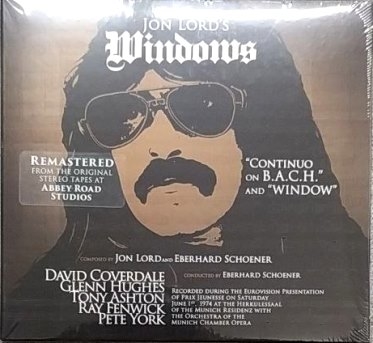 JON LORD'S
Windows
REMASTERED
FROM THE ORIGINAL
STEREO TAPES AT
ABBEY ROAD
STUDIOS
"CONTINUO
ON B.A.C.H."
AND "WINDOW"
COMPOSED BY JON LORD AND EBERHARD SCHOENER
CONDUCTED BY EBERHARD SCHOENER
DAVID COVERDALE
GLENN HUGHES
TONY ASHTON
RAY FENWICK
PETE YORK
RECORDED DURING THE EUROVISION PRESENTATION
OF PRIX JEUNESSE ON SATURDAY
JUNE 1ST, 1974 AT THE HERKULESSAAL
OF THE MUNICH RESIDENZ WITH
THE ORCHESTRA OF THE
MUNICH CHAMBER OPERA